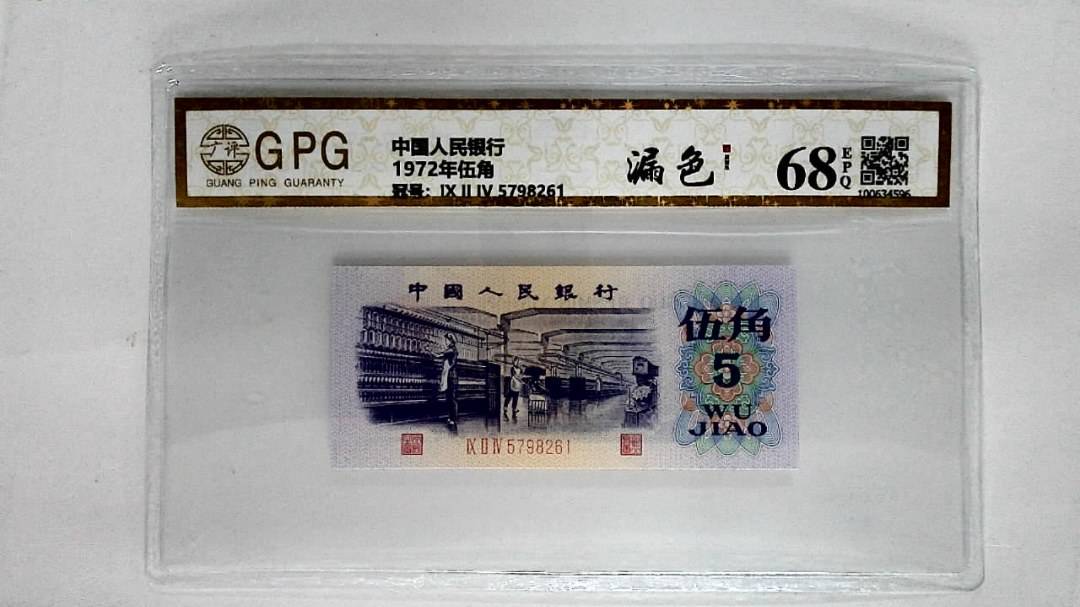 广评
GPG
GUANG PING GUARANTY
中国人民银行
1972年伍角
冠号：IX II IV 5798261
漏色
68
EPQ
100634596
中國人民銀行
伍角
5
WU
JIAO
IX II IV 5798261